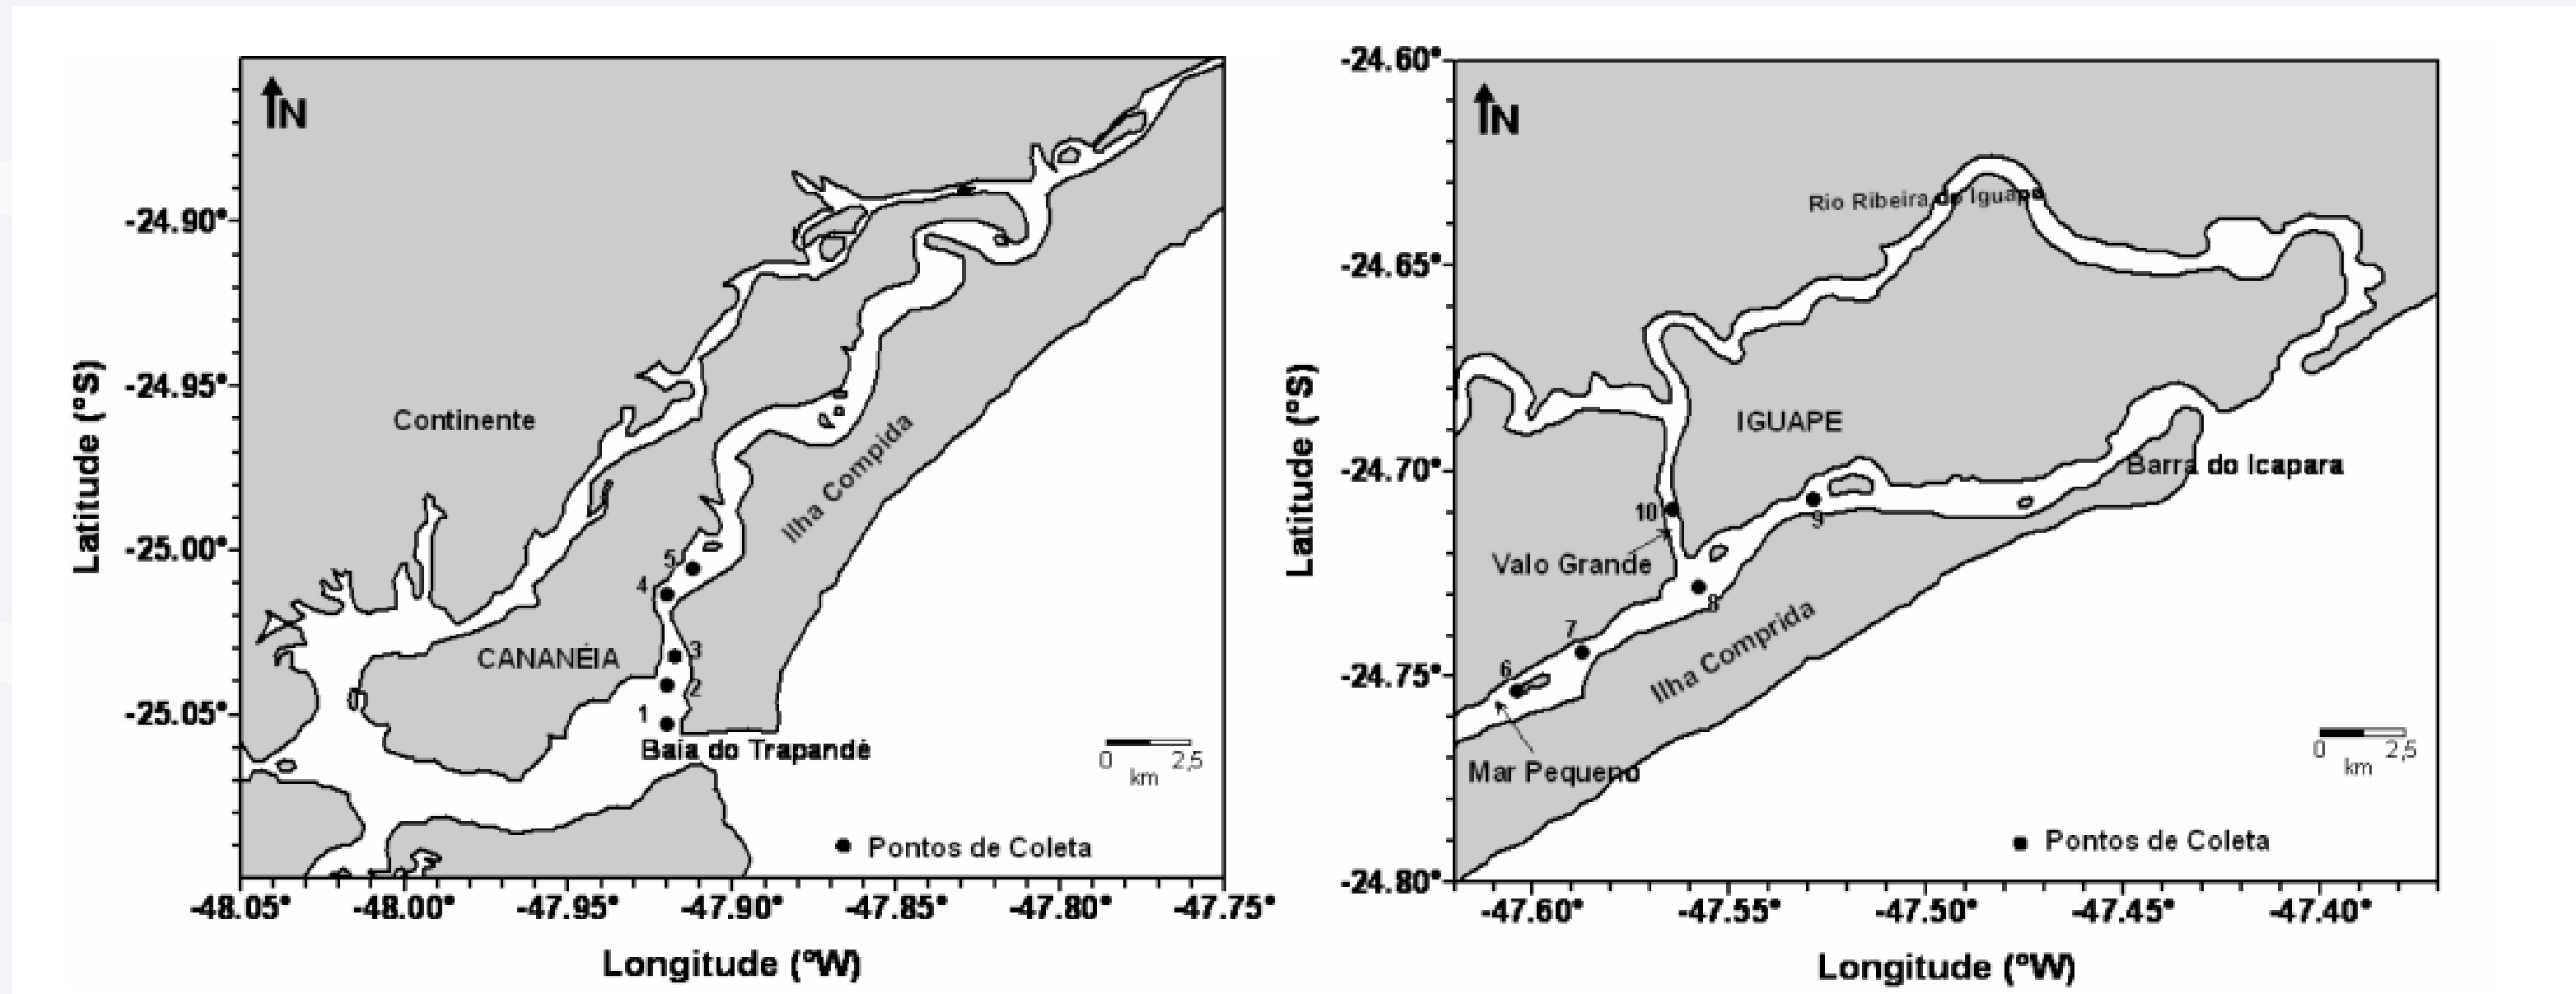 N
Latitude (°S)
-24.90°
-24.95°
-25.00°
-25.05°
Continente
Ilha Compida
CANANÉIA
5
4
3
2
1
Baía do Trapandé
0 2,5
km
Pontos de Coleta
-48.05° -48.00° -47.95° -47.90° -47.85° -47.80° -47.75°
Longitude (°W)
N
Latitude (°S)
-24.60°
-24.65°
-24.70°
-24.75°
-24.80°
Rio Ribeira do Iguape
IGUAPE
Barra do Icapara
10
9
Valo Grande
8
7
6
Ilha Comprida
Mar Pequeno
0 2,5
km
Pontos de Coleta
-47.60° -47.55° -47.50° -47.45° -47.40°
Longitude (°W)